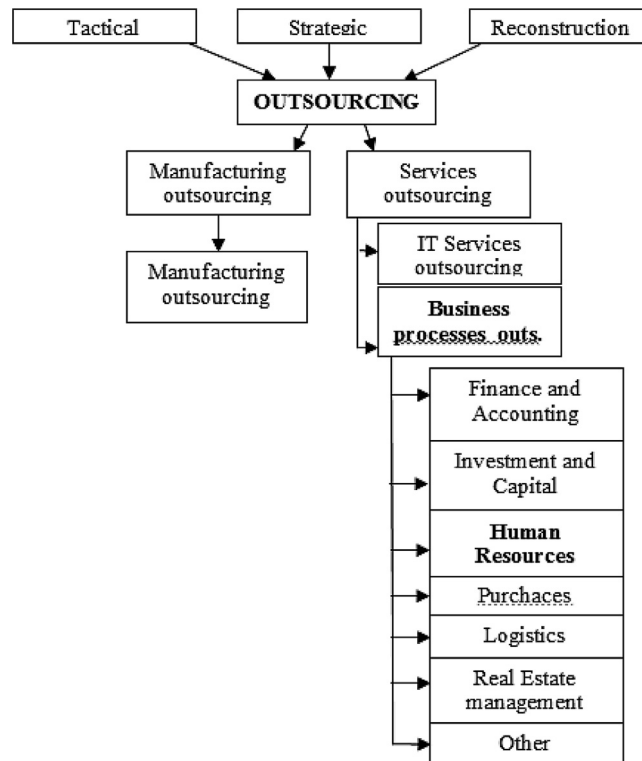 Tactical
Strategic
Reconstruction
OUTSOURCING
Manufacturing
outsourcing
Services
outsourcing
Manufacturing
outsourcing
IT Services
outsourcing
Business
processes outs.
Finance and
Accounting
Investment and
Capital
Human
Resources
Purchaces
Logistics
Real Estate
management
Other